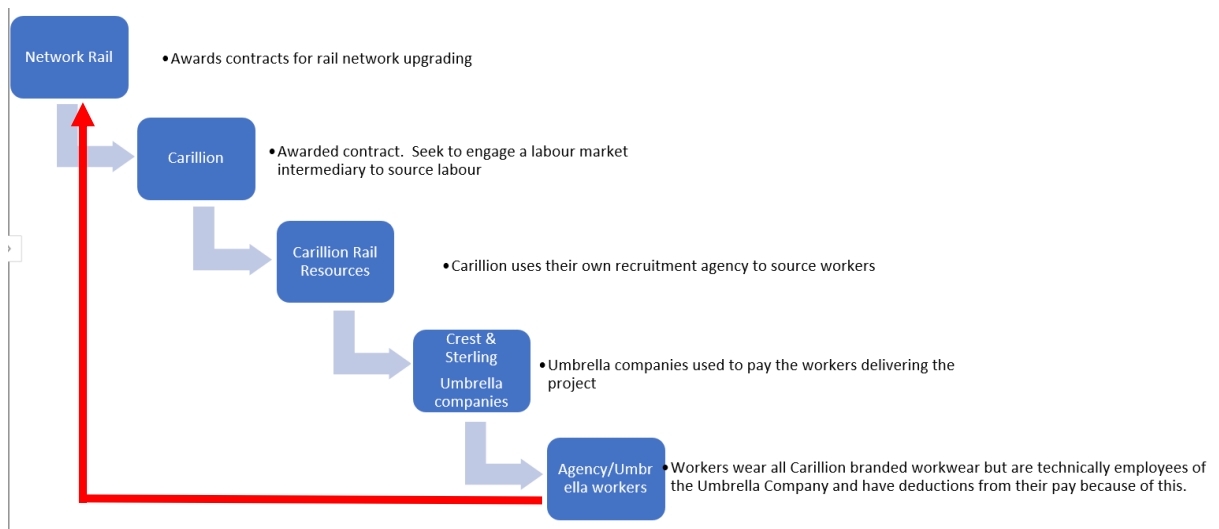 Network Rail
•Awards contracts for rail network upgrading
Carillion
•Awarded contract.  Seek to engage a labour market
intermediary to source labour
Carillion Rail
Resources
•Carillion uses their own recruitment agency to source workers
Crest &
Sterling
Umbrella
companies
•Umbrella companies used to pay the workers delivering the
project
Agency/Umbr
ella workers
•Workers wear all Carillion branded workwear but are technically employees of
the Umbrella Company and have deductions from their pay because of this.